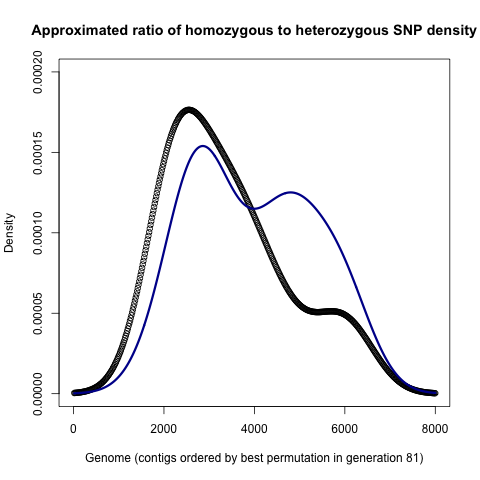 Approximated ratio of homozygous to heterozygous SNP density
0.00020
0.00015
0.00010
0.00005
0.00000
Density
0 2000 4000 6000 8000
Genome (contigs ordered by best permutation in generation 81)